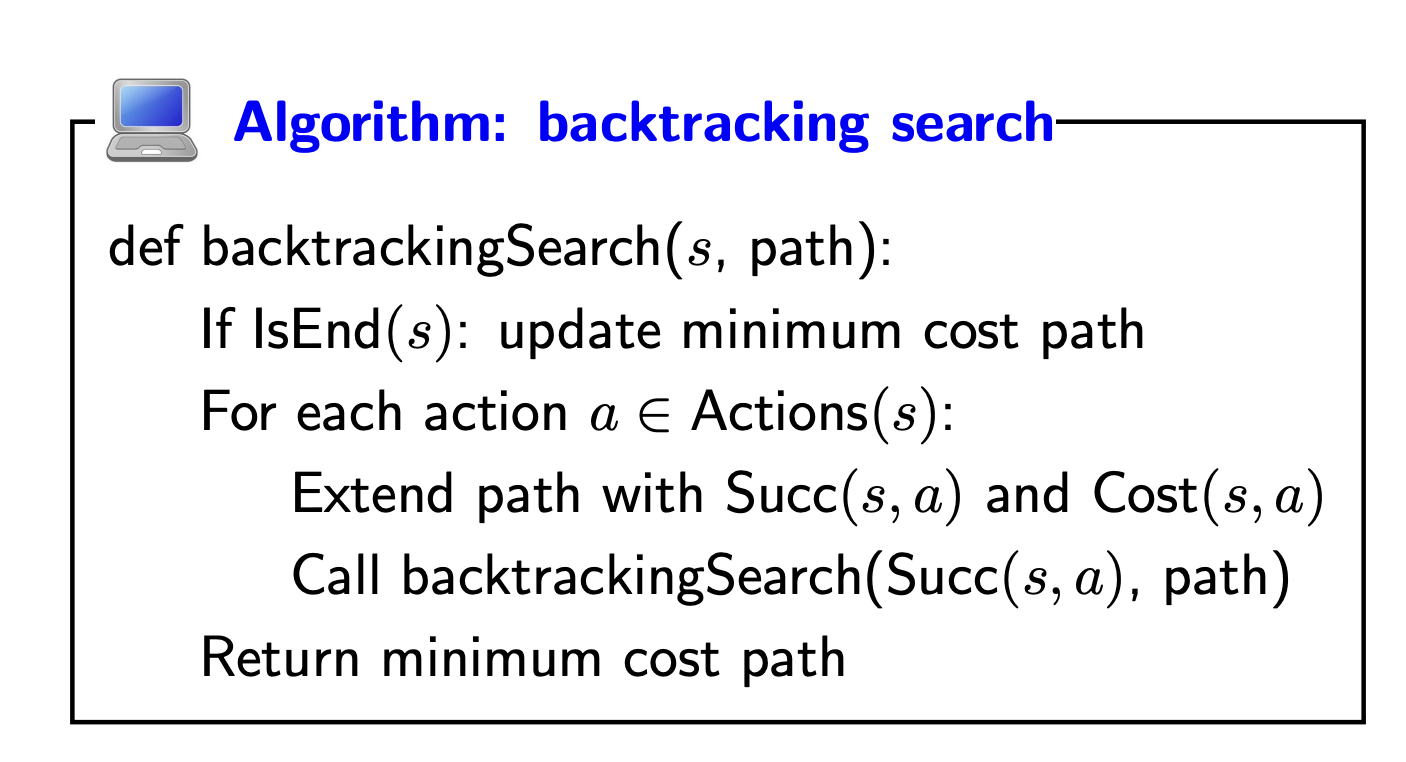 Algorithm: backtracking search
def backtrackingSearch(s, path):
If IsEnd(s): update minimum cost path
For each action a ∈ Actions(s):
Extend path with Succ(s, a) and Cost(s, a)
Call backtrackingSearch(Succ(s, a), path)
Return minimum cost path